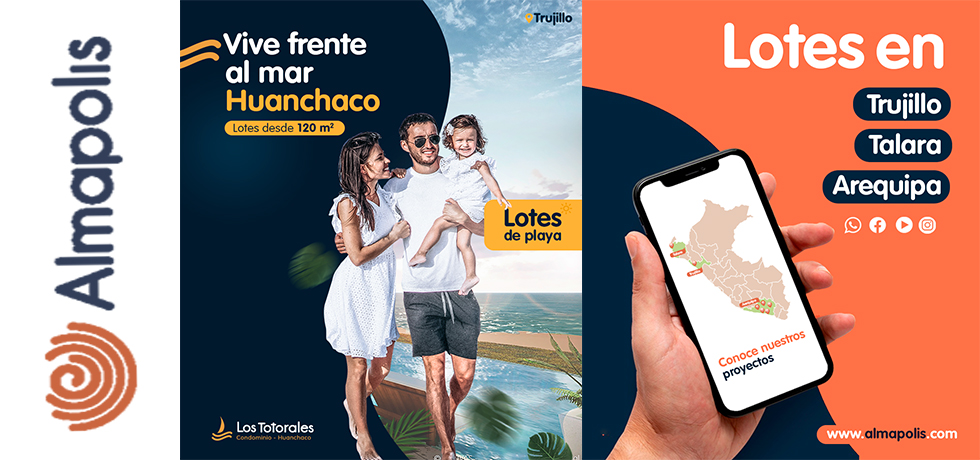 Almapolis
Trujillo
Vive frente
al mar
Huanchaco
Lotes desde 120 m²
Lotes
de playa
Los Totorales
Condominio - Huanchaco
Lotes en
Trujillo
Talara
Arequipa
Conoce nuestros
proyectos
www.almapolis.com